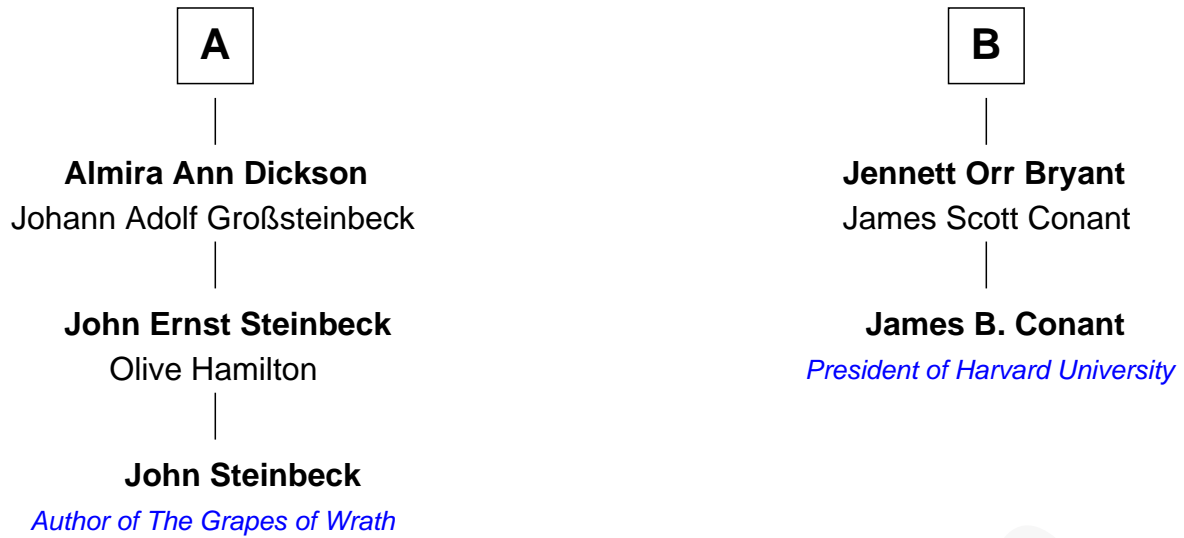 A
Almira Ann Dickson
Johann Adolf Großsteinbeck
John Ernst Steinbeck
Olive Hamilton
John Steinbeck
Author of The Grapes of Wrath
B
Jennett Orr Bryant
James Scott Conant
James B. Conant
President of Harvard University